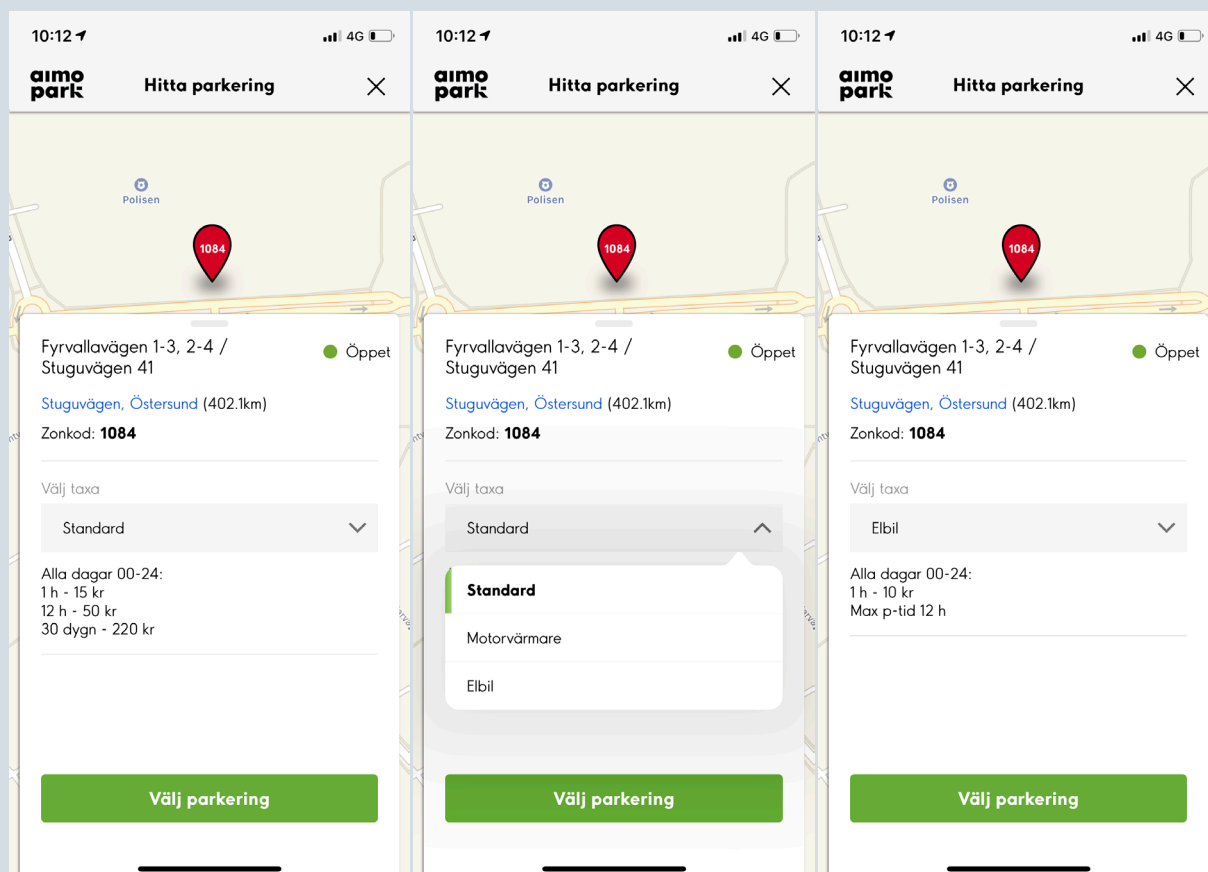 10:12
4G
aimo
park
Hitta parkering
Polisen
1084
Fyrvallavägen 1-3, 2-4 /
Stuguvägen 41
Öppet
Stuguvägen, Östersund (402.1km)
Zonkod: 1084
Välj taxa
Standard
Alla dagar 00-24:
1 h - 15 kr
12 h - 50 kr
30 dygn - 220 kr
Välj parkering
10:12
4G
aimo
park
Hitta parkering
Polisen
1084
Fyrvallavägen 1-3, 2-4 /
Stuguvägen 41
Öppet
Stuguvägen, Östersund (402.1km)
Zonkod: 1084
Välj taxa
Standard
Standard
Motorvärmare
Elbil
Välj parkering
10:12
4G
aimo
park
Hitta parkering
Polisen
1084
Fyrvallavägen 1-3, 2-4 /
Stuguvägen 41
Öppet
Stuguvägen, Östersund (402.1km)
Zonkod: 1084
Välj taxa
Elbil
Alla dagar 00-24:
1 h - 10 kr
Max p-tid 12 h
Välj parkering